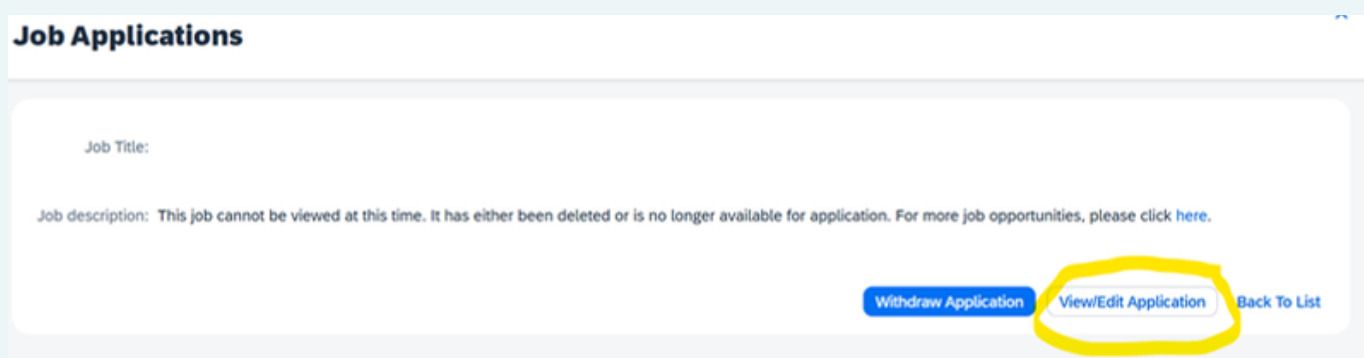 Job Applications
Job Title:
Job description: This job cannot be viewed at this time. It has either been deleted or is no longer available for application. For more job opportunities, please click here.
Withdraw Application View/Edit Application Back To List